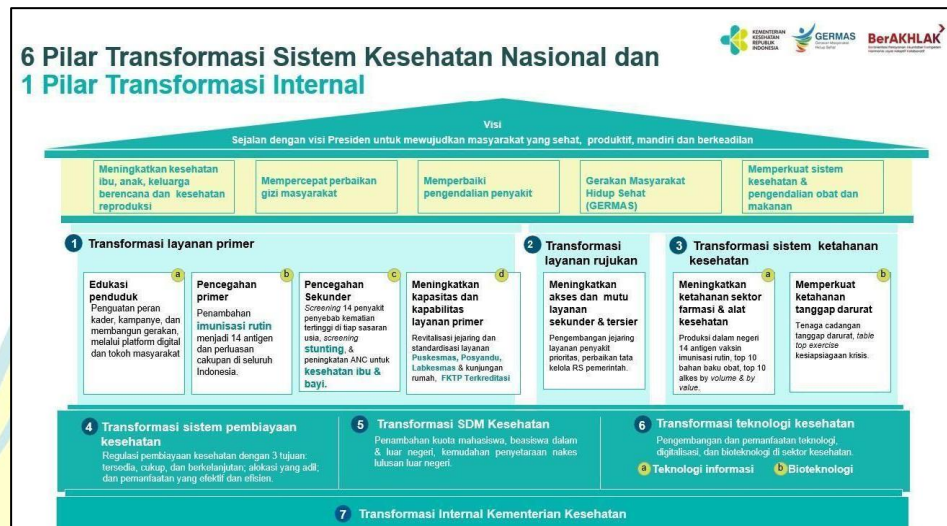 6 Pilar Transformasi Sistem Kesehatan Nasional dan
1 Pilar Transformasi Internal
KEMENTERIAN
KESEHATAN
REPUBLIK
INDONESIA
GERMAS
BerAKHLAK
Visi
Sejalan dengan visi Presiden untuk mewujudkan masyarakat yang sehat, produktif, mandiri dan berkeadilan
Meningkatkan kesehatan
ibu, anak, keluarga
berencana dan kesehatan
reproduksi
Mempercepat perbaikan
gizi masyarakat
Memperbaiki
pengendalian penyakit
Gerakan Masyarakat
Hidup Sehat
(GERMAS)
Memperkuat sistem
kesehatan &
pengendalian obat dan
makanan
1 Transformasi layanan primer
a
Edukasi
penduduk
Penguatan peran
kader, kampanye, dan
membangun gerakan,
melalui platform digital
dan tokoh masyarakat
b
Pencegahan
primer
Penambahan
imunisasi rutin
menjadi 14 antigen
dan perluasan
cakupan di seluruh
Indonesia.
c
Pencegahan
Sekunder
Screening 14 penyakit
penyebab kematian
tertinggi di tiap sasaran
usia, screening
stunting, &
peningkatan ANC untuk
kesehatan ibu &
bayi.
d
Meningkatkan
kapasitas dan
kapabilitas
layanan primer
Revitalisasi jejaring dan
standardisasi layanan
Puskesmas, Posyandu,
Labkesmas & kunjungan
rumah, FKTP Terkreditasi
2 Transformasi
layanan rujukan
Meningkatkan
akses dan mutu
layanan
sekunder & tersier
Pengembangan jejaring
layanan penyakit
prioritas, perbaikan tata
kelola RS pemerintah.
3 Transformasi sistem ketahanan
kesehatan
a
Meningkatkan
ketahanan sektor
farmasi & alat
kesehatan
Produksi dalam negeri
14 antigen vaksin
imunisasi rutin, top 10
bahan baku obat, top 10
alkes by volume & by
value.
b
Memperkuat
ketahanan
tanggap darurat
Tenaga cadangan
tanggap darurat, table
top exercise
kesiapsiagaan krisis.
4 Transformasi sistem pembiayaan
kesehatan
Regulasi pembiayaan kesehatan dengan 3 tujuan:
tersedia, cukup, dan berkelanjutan; alokasi yang adil;
dan pemanfaatan yang efektif dan efisien.
5 Transformasi SDM Kesehatan
Penambahan kuota mahasiswa, beasiswa dalam
& luar negeri, kemudahan penyetaraan nakes
lulusan luar negeri.
6 Transformasi teknologi kesehatan
Pengembangan dan pemanfaatan teknologi,
digitalisasi, dan bioteknologi di sektor kesehatan.
a Teknologi informasi b Bioteknologi
7 Transformasi Internal Kementerian Kesehatan